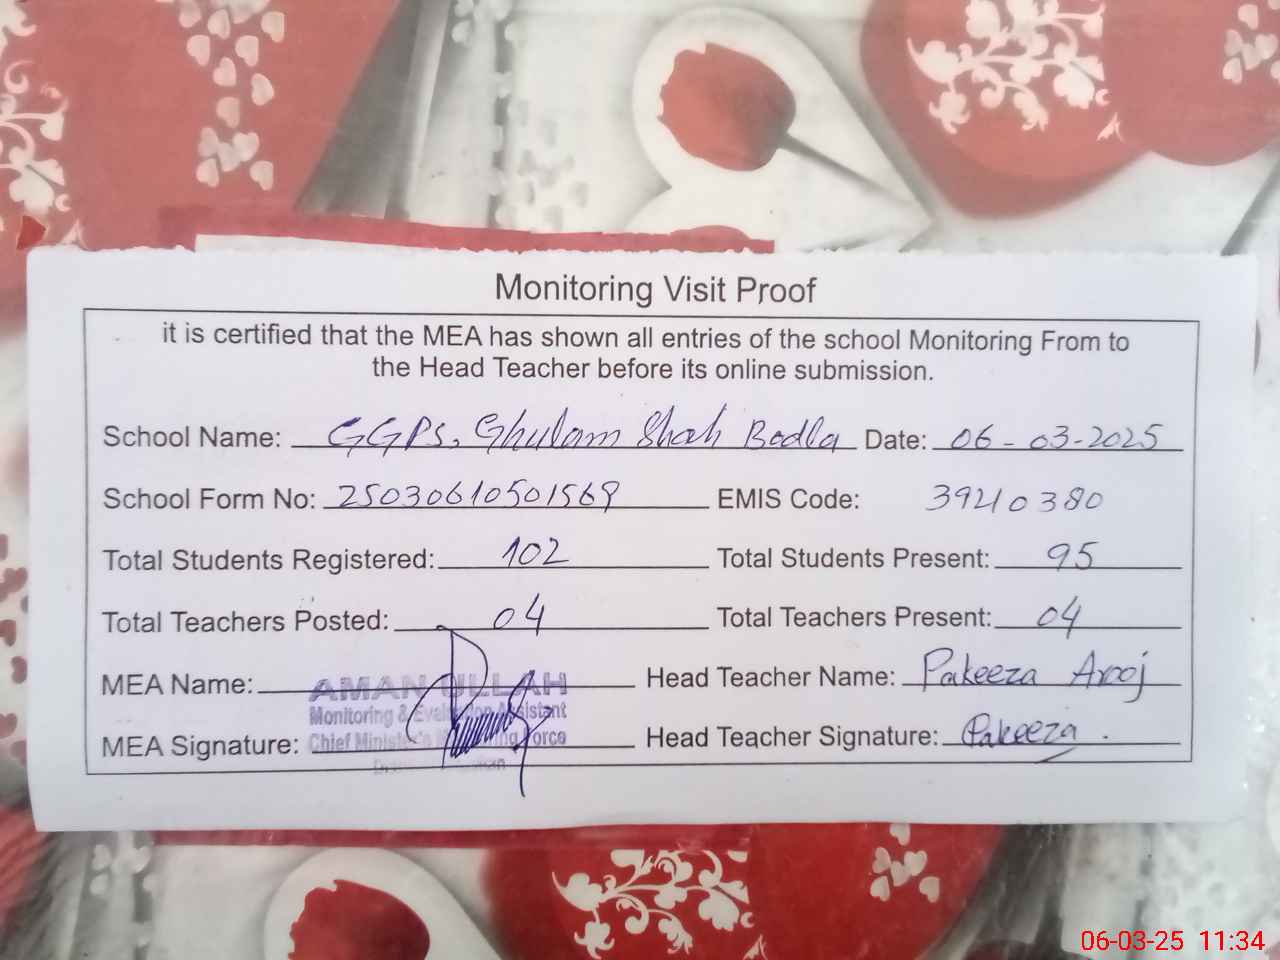 Monitoring Visit Proof
it is certified that the MEA has shown all entries of the school Monitoring From to
the Head Teacher before its online submission.
School Name: GGPS, Ghulam Shah Bodla Date: 06-03-2025
School Form No: 25030610501569 EMIS Code: 39210380
Total Students Registered: 102 Total Students Present: 95
Total Teachers Posted: 04 Total Teachers Present: 04
MEA Name: AMAN ULLAH Head Teacher Name: Pakeeza Arooj
Monitoring & Evaluation Assistant
MEA Signature: Chief Minister's Monitoring Force Head Teacher Signature: Pakeeza.
06-03-25 11:34